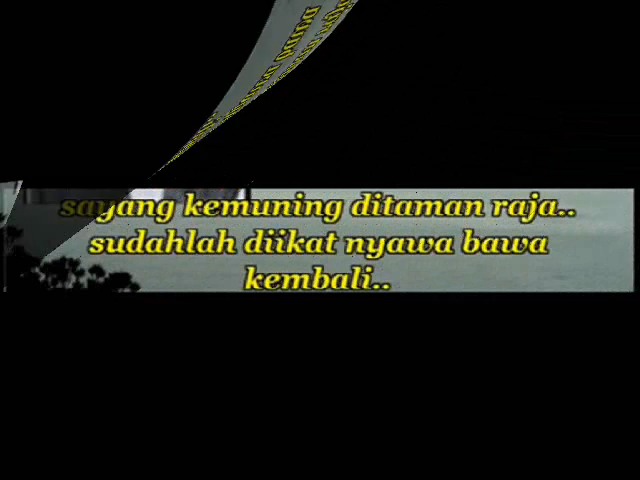 sayang kemuning ditaman raja..
sudahlah diikat nyawa bawa
kembali..